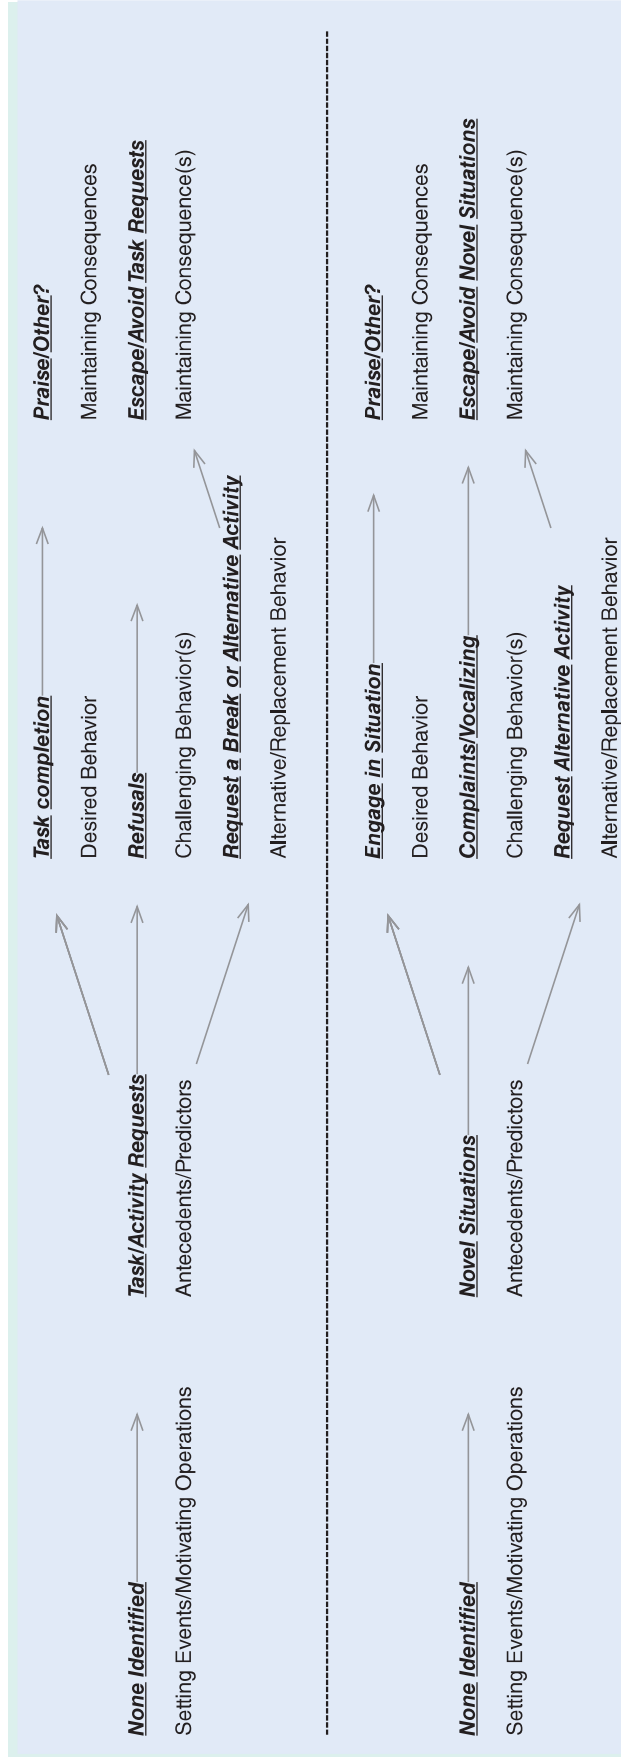 Task completion
Praise/Other?
Desired Behavior
Maintaining Consequences
None Identified
Task/Activity Requests
Refusals
Escape/Avoid Task Requests
Setting Events/Motivating Operations
Antecedents/Predictors
Challenging Behavior(s)
Maintaining Consequence(s)
Request a Break or Alternative Activity
Alternative/Replacement Behavior
Engage in Situation
Praise/Other?
Desired Behavior
Maintaining Consequences
None Identified
Novel Situations
Complaints/Vocalizing
Escape/Avoid Novel Situations
Setting Events/Motivating Operations
Antecedents/Predictors
Challenging Behavior(s)
Maintaining Consequence(s)
Request Alternative Activity
Alternative/Replacement Behavior